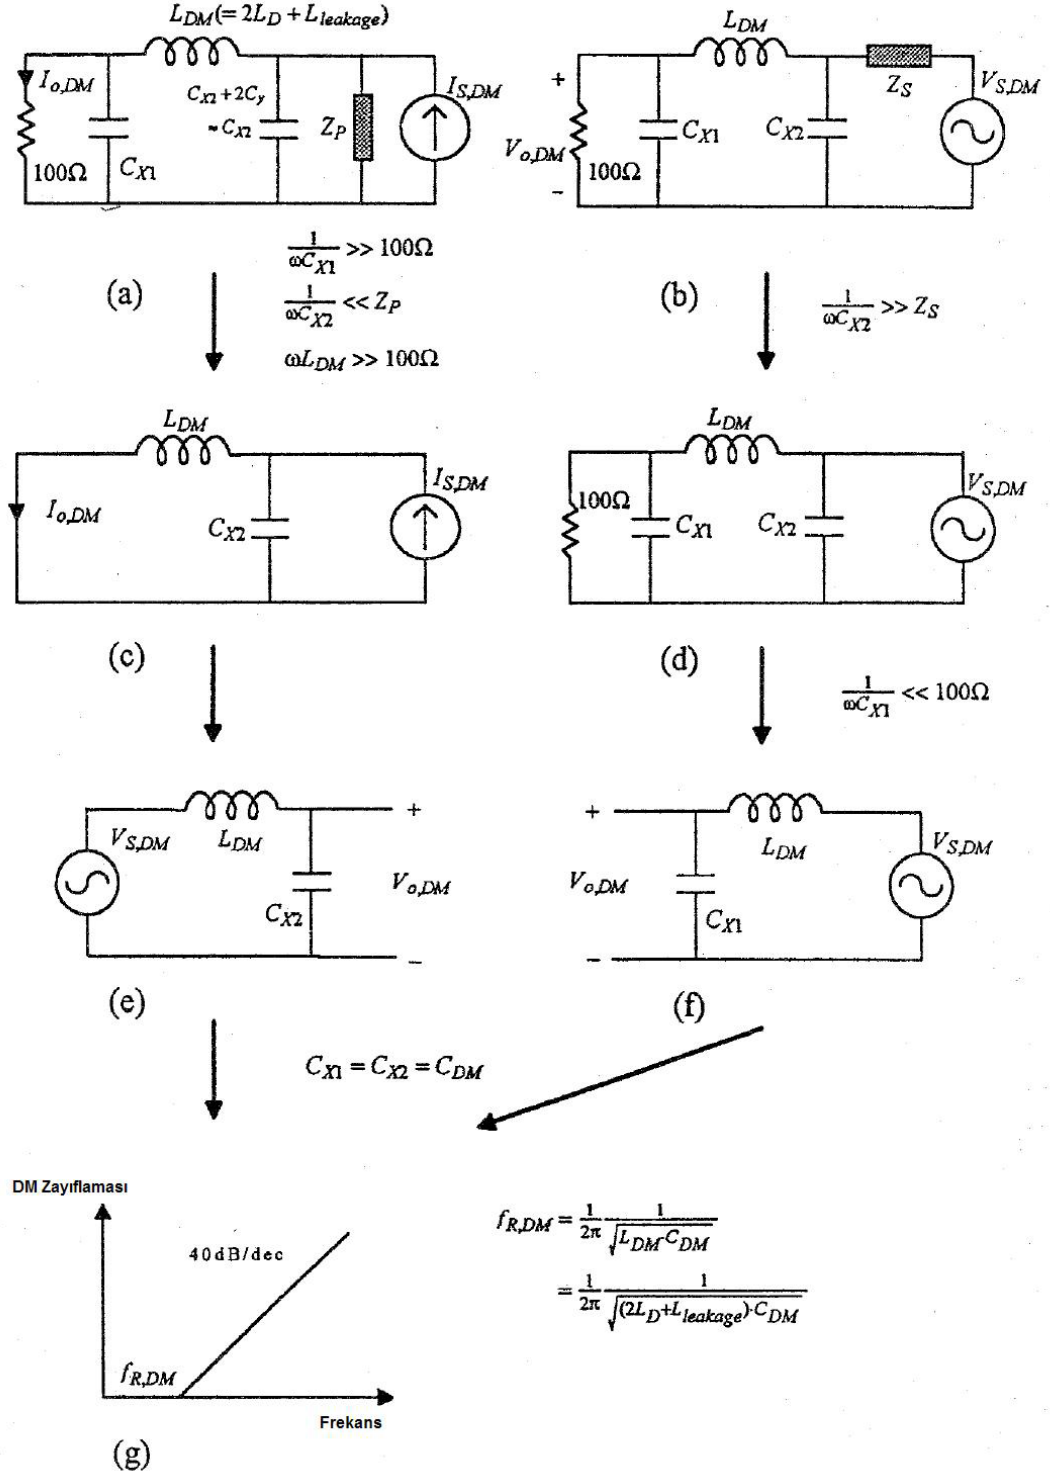 L_DM(=2L_D + L_leakage)
I_o,DM
100Ω
C_X1
C_X2 + 2C_y
≈ C_X2
Z_P
I_S,DM
(a)
L_DM
+
V_o,DM
−
100Ω
C_X1
C_X2
Z_S
V_S,DM
(b)
1/ωC_X1 >> 100Ω
1/ωC_X2 << Z_P
ωL_DM >> 100Ω
1/ωC_X2 >> Z_S
L_DM
I_o,DM
C_X2
I_S,DM
(c)
L_DM
100Ω
C_X1
C_X2
V_S,DM
(d)
1/ωC_X1 << 100Ω
V_S,DM
L_DM
C_X2
+
V_o,DM
−
(e)
+
V_o,DM
−
C_X1
L_DM
V_S,DM
(f)
C_X1 = C_X2 = C_DM
DM Zayıflaması
40dB/dec
f_R,DM
Frekans
(g)
f_R,DM = 1/2π 1/√(L_DM·C_DM)
= 1/2π 1/√((2L_D+L_leakage)·C_DM)